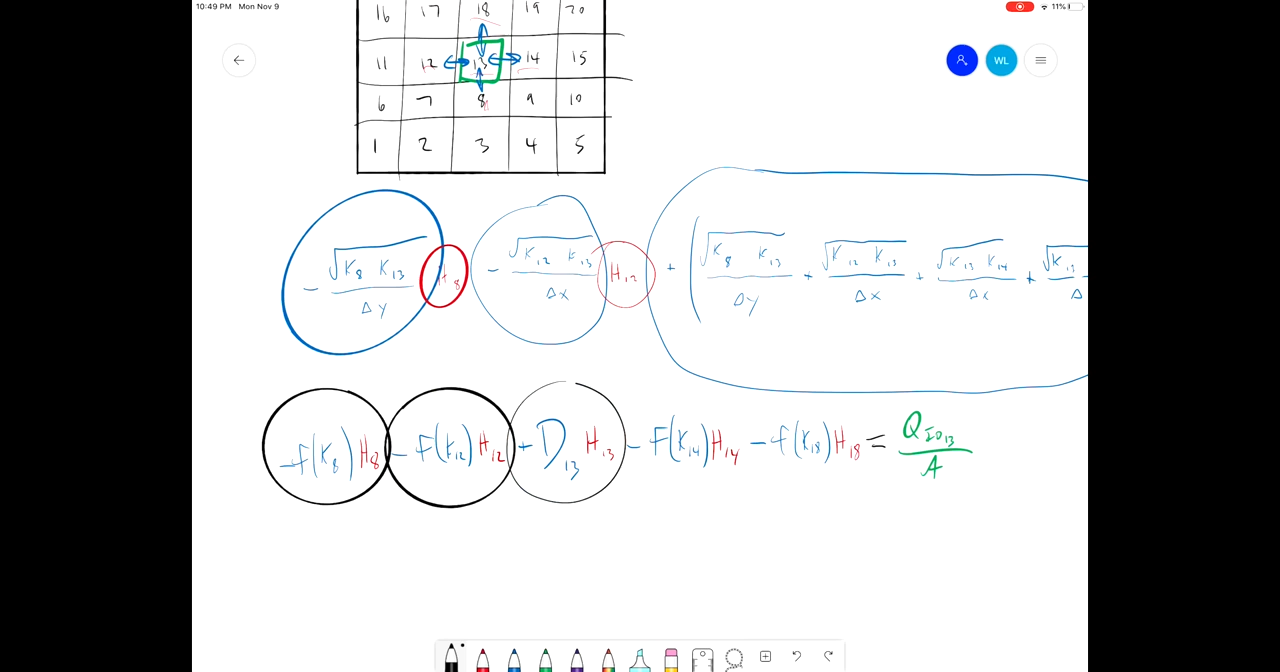 10:49 PM Mon Nov 9 11%
16 17 18 19 20
11 12 13 14 15
WL
6 7 8 9 10
1 2 3 4 5
- √K₈ K₁₃ / Δy H₈ - √K₁₂ K₁₃ / Δx H₁₂ + ( √K₈ K₁₃ / Δy + √K₁₂ K₁₃ / Δx + √K₁₃ K₁₄ / Δx + √K₁₃ / Δ
-f(K₈)H₈ - f(K₁₂)H₁₂ + D₁₃ H₁₃ - f(K₁₄)H₁₄ - f(K₁₈)H₁₈ = Q_IO₁₃ / A